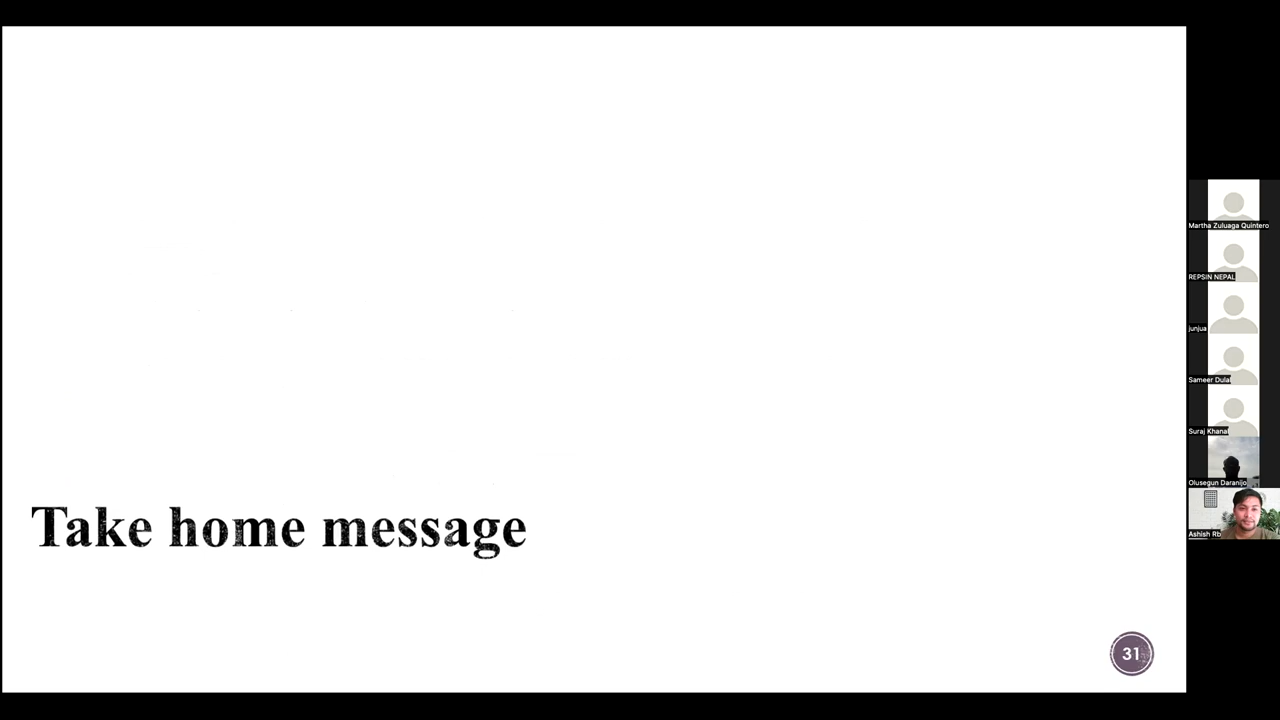 Take home message
31
Martha Zuluaga Quintero
REPSIN NEPAL
junjua
Sameer Dulal
Suraj Khanal
Olusegun Daranijo
Ashish Rb